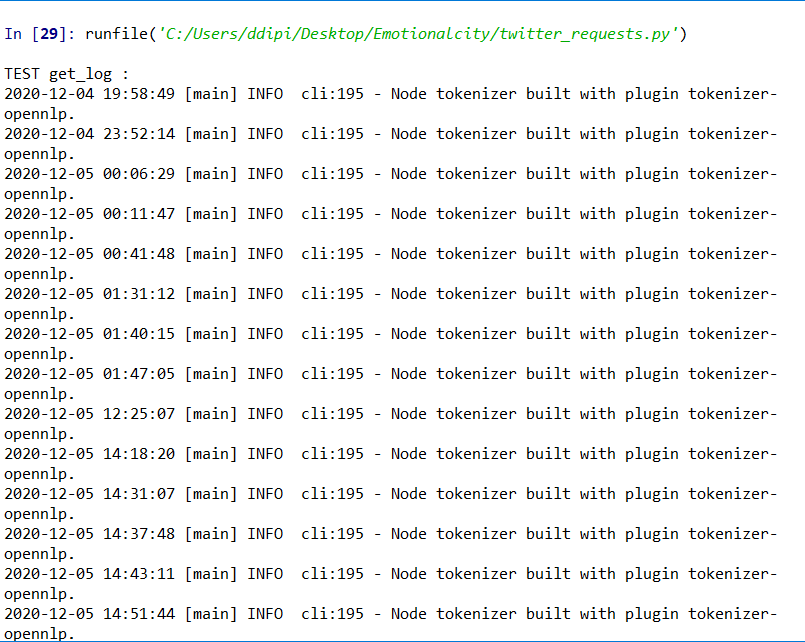 In [29]: runfile('C:/Users/ddipi/Desktop/Emotionalcity/twitter_requests.py')
TEST get_log :
2020-12-04 19:58:49 [main] INFO  cli:195 - Node tokenizer built with plugin tokenizer-
opennlp.
2020-12-04 23:52:14 [main] INFO  cli:195 - Node tokenizer built with plugin tokenizer-
opennlp.
2020-12-05 00:06:29 [main] INFO  cli:195 - Node tokenizer built with plugin tokenizer-
opennlp.
2020-12-05 00:11:47 [main] INFO  cli:195 - Node tokenizer built with plugin tokenizer-
opennlp.
2020-12-05 00:41:48 [main] INFO  cli:195 - Node tokenizer built with plugin tokenizer-
opennlp.
2020-12-05 01:31:12 [main] INFO  cli:195 - Node tokenizer built with plugin tokenizer-
opennlp.
2020-12-05 01:40:15 [main] INFO  cli:195 - Node tokenizer built with plugin tokenizer-
opennlp.
2020-12-05 01:47:05 [main] INFO  cli:195 - Node tokenizer built with plugin tokenizer-
opennlp.
2020-12-05 12:25:07 [main] INFO  cli:195 - Node tokenizer built with plugin tokenizer-
opennlp.
2020-12-05 14:18:20 [main] INFO  cli:195 - Node tokenizer built with plugin tokenizer-
opennlp.
2020-12-05 14:31:07 [main] INFO  cli:195 - Node tokenizer built with plugin tokenizer-
opennlp.
2020-12-05 14:37:48 [main] INFO  cli:195 - Node tokenizer built with plugin tokenizer-
opennlp.
2020-12-05 14:43:11 [main] INFO  cli:195 - Node tokenizer built with plugin tokenizer-
opennlp.
2020-12-05 14:51:44 [main] INFO  cli:195 - Node tokenizer built with plugin tokenizer-
opennlp.